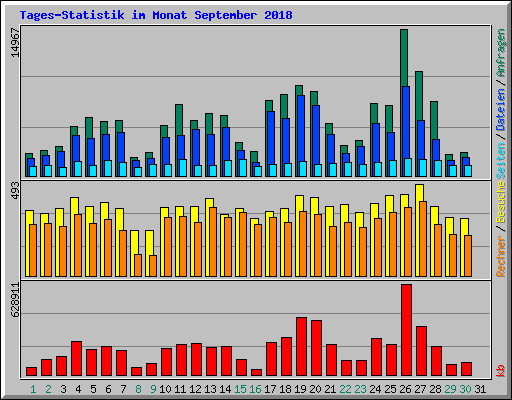 Tages-Statistik im Monat September 2018
14967
Anfragen / Dateien / Seiten
493
Rechner / Besuche
628911
kb
1 2 3 4 5 6 7 8 9 10 11 12 13 14 15 16 17 18 19 20 21 22 23 24 25 26 27 28 29 30 31